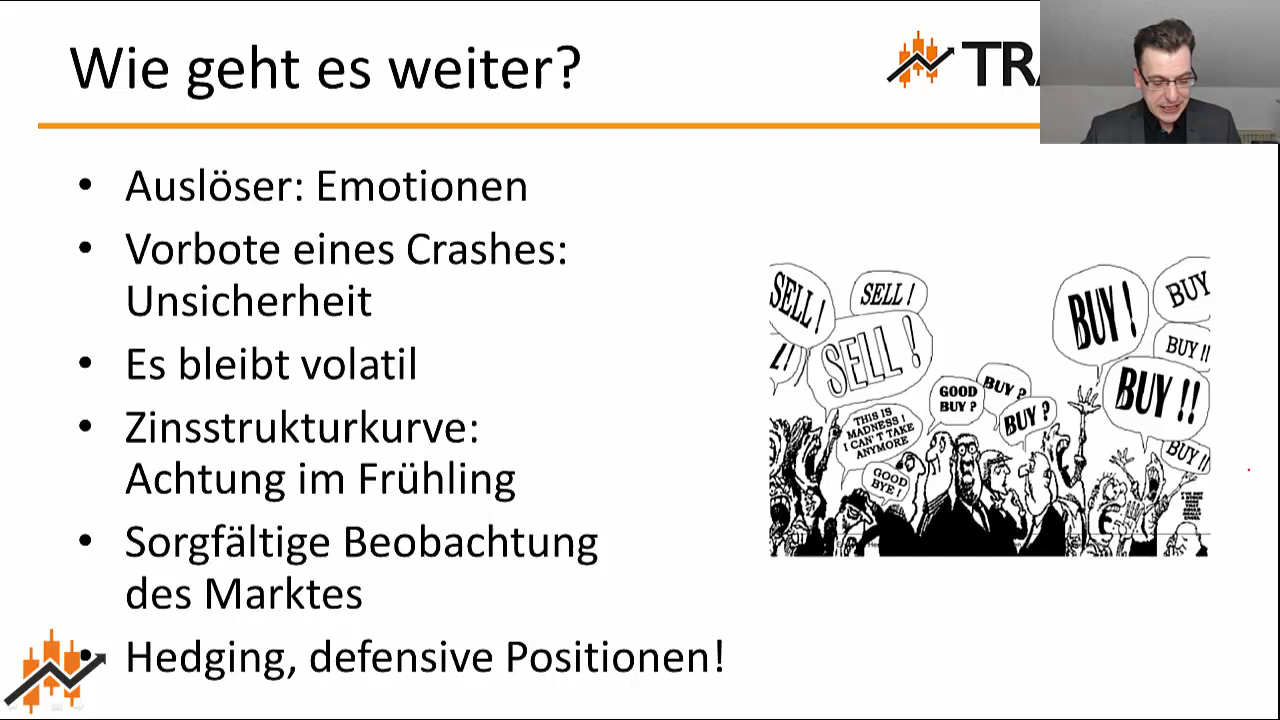 Wie geht es weiter?
TRA
• Auslöser: Emotionen
• Vorbote eines Crashes:
Unsicherheit
• Es bleibt volatil
• Zinsstrukturkurve:
Achtung im Frühling
• Sorgfältige Beobachtung
des Marktes
• Hedging, defensive Positionen!
SELL!
SELL!
SELL!
L!
THIS IS
MADNESS I
CAN'T TAKE
ANYMORE
GOOD
BYE!
GOOD
BUY?
BUY?
BUY?
BUY!
BUY
BUY!!
BUY!!
BUY!!